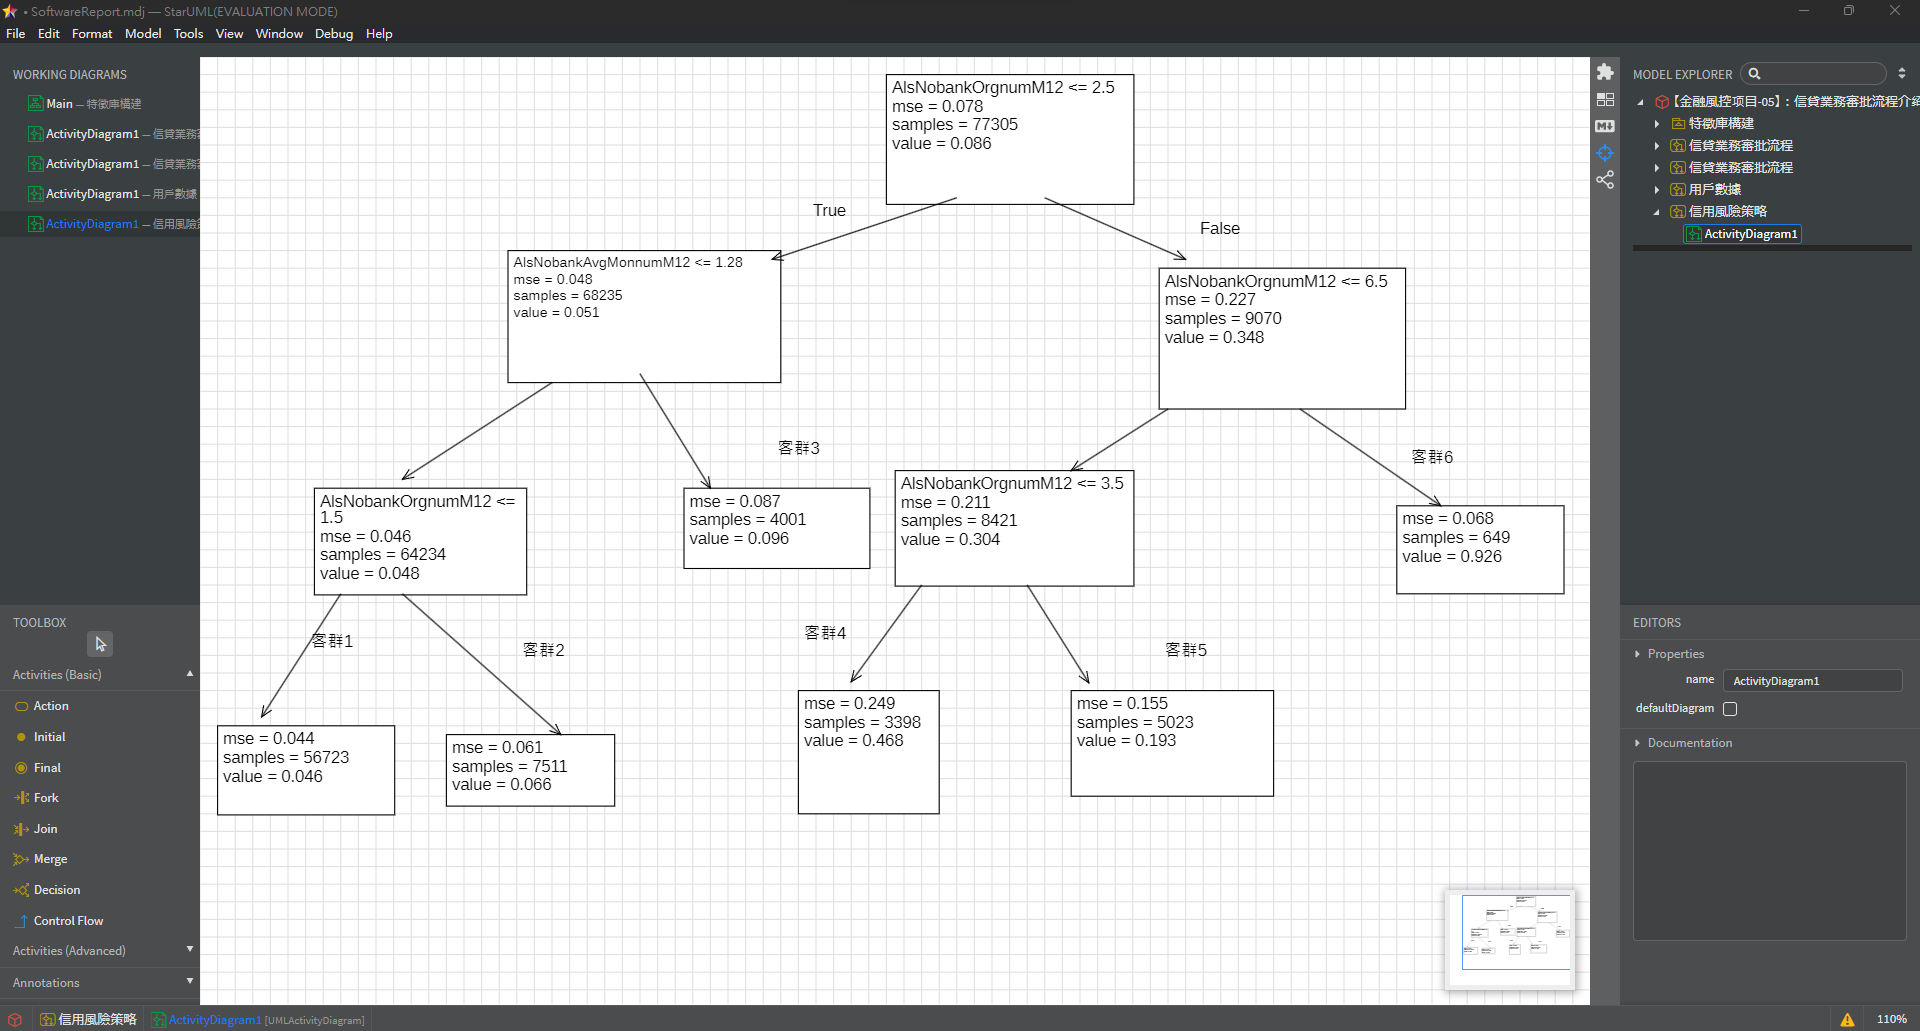 • SoftwareReport.mdj — StarUML(EVALUATION MODE)
File Edit Format Model Tools View Window Debug Help
WORKING DIAGRAMS
Main — 特徵庫構建
ActivityDiagram1 — 信貸業務
ActivityDiagram1 — 信貸業務
ActivityDiagram1 — 用戶數據
ActivityDiagram1 — 信用風險
TOOLBOX
Activities (Basic)
Action
Initial
Final
Fork
Join
Merge
Decision
Control Flow
Activities (Advanced)
Annotations
AlsNobankOrgnumM12 <= 2.5
mse = 0.078
samples = 77305
value = 0.086
True
False
AlsNobankAvgMonnumM12 <= 1.28
mse = 0.048
samples = 68235
value = 0.051
AlsNobankOrgnumM12 <= 6.5
mse = 0.227
samples = 9070
value = 0.348
客群3
客群6
AlsNobankOrgnumM12 <=
1.5
mse = 0.046
samples = 64234
value = 0.048
mse = 0.087
samples = 4001
value = 0.096
AlsNobankOrgnumM12 <= 3.5
mse = 0.211
samples = 8421
value = 0.304
mse = 0.068
samples = 649
value = 0.926
客群1
客群2
客群4
客群5
mse = 0.044
samples = 56723
value = 0.046
mse = 0.061
samples = 7511
value = 0.066
mse = 0.249
samples = 3398
value = 0.468
mse = 0.155
samples = 5023
value = 0.193
MODEL EXPLORER
【金融風控項目-05】: 信貸業務審批流程介紹
特徵庫構建
信貸業務審批流程
信貸業務審批流程
用戶數據
信用風險策略
ActivityDiagram1
EDITORS
Properties
name ActivityDiagram1
defaultDiagram
Documentation
信用風險策略 ActivityDiagram1 [UMLActivityDiagram]
110%